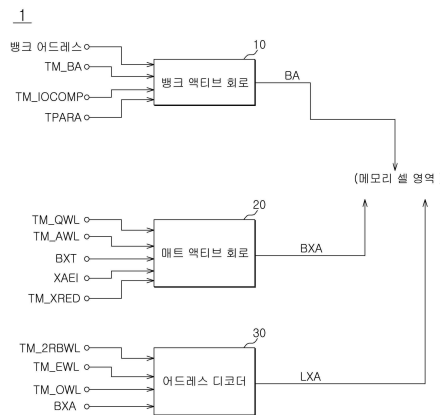 1
10
뱅크 어드레스
TM_BA
TM_IOCOMP
TPARA
뱅크 액티브 회로
BA
(메모리 셀 영역
20
TM_QWL
TM_AWL
BXT
XAEI
TM_XRED
매트 액티브 회로
BXA
30
TM_2RBWL
TM_EWL
TM_OWL
BXA
어드레스 디코더
LXA